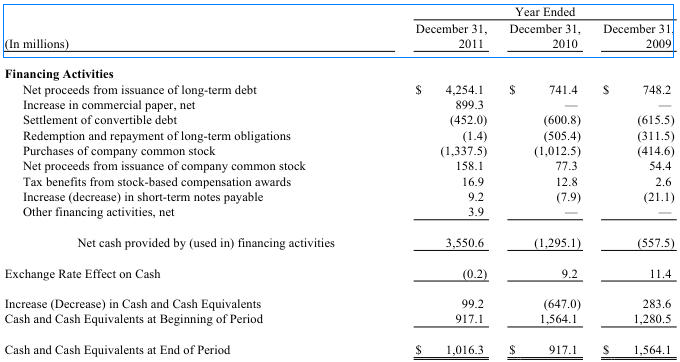 Year Ended
December 31, December 31, December 31,
(In millions) 2011 2010 2009
Financing Activities
Net proceeds from issuance of long-term debt $ 4,254.1 $ 741.4 $ 748.2
Increase in commercial paper, net 899.3 — —
Settlement of convertible debt (452.0) (600.8) (615.5)
Redemption and repayment of long-term obligations (1.4) (505.4) (311.5)
Purchases of company common stock (1,337.5) (1,012.5) (414.6)
Net proceeds from issuance of company common stock 158.1 77.3 54.4
Tax benefits from stock-based compensation awards 16.9 12.8 2.6
Increase (decrease) in short-term notes payable 9.2 (7.9) (21.1)
Other financing activities, net 3.9 — —
Net cash provided by (used in) financing activities 3,550.6 (1,295.1) (557.5)
Exchange Rate Effect on Cash (0.2) 9.2 11.4
Increase (Decrease) in Cash and Cash Equivalents 99.2 (647.0) 283.6
Cash and Cash Equivalents at Beginning of Period 917.1 1,564.1 1,280.5
Cash and Cash Equivalents at End of Period $ 1,016.3 $ 917.1 $ 1,564.1